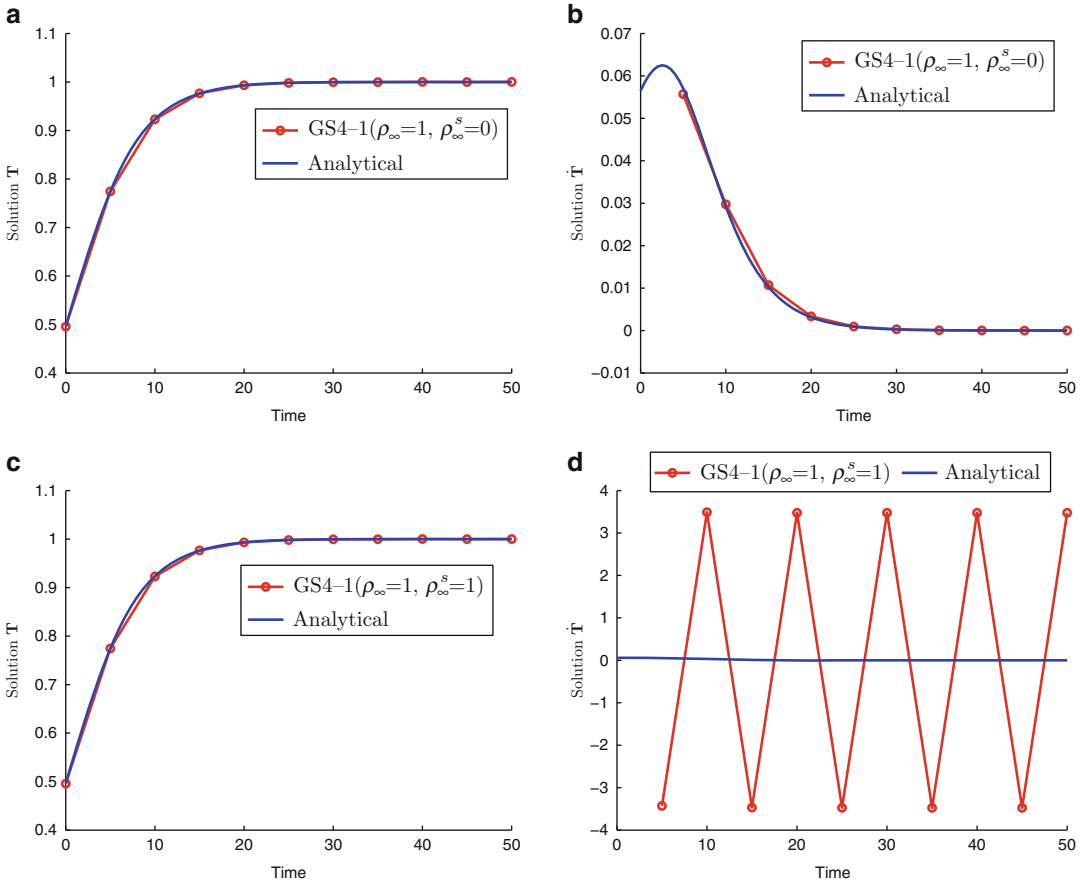 a
1.1
1
0.9
0.8
0.7
0.6
0.5
0.4
0 10 20 30 40 50
Solution T
Time
GS4–1(ρ∞=1, ρ∞ˢ=0)
Analytical
b
0.07
0.06
0.05
0.04
0.03
0.02
0.01
0
−0.01
0 10 20 30 40 50
Solution Ṫ
Time
GS4–1(ρ∞=1, ρ∞ˢ=0)
Analytical
c
1.1
1
0.9
0.8
0.7
0.6
0.5
0.4
0 10 20 30 40 50
Solution T
Time
GS4–1(ρ∞=1, ρ∞ˢ=1)
Analytical
d
GS4–1(ρ∞=1, ρ∞ˢ=1) Analytical
4
3
2
1
0
−1
−2
−3
−4
0 10 20 30 40 50
Solution Ṫ
Time